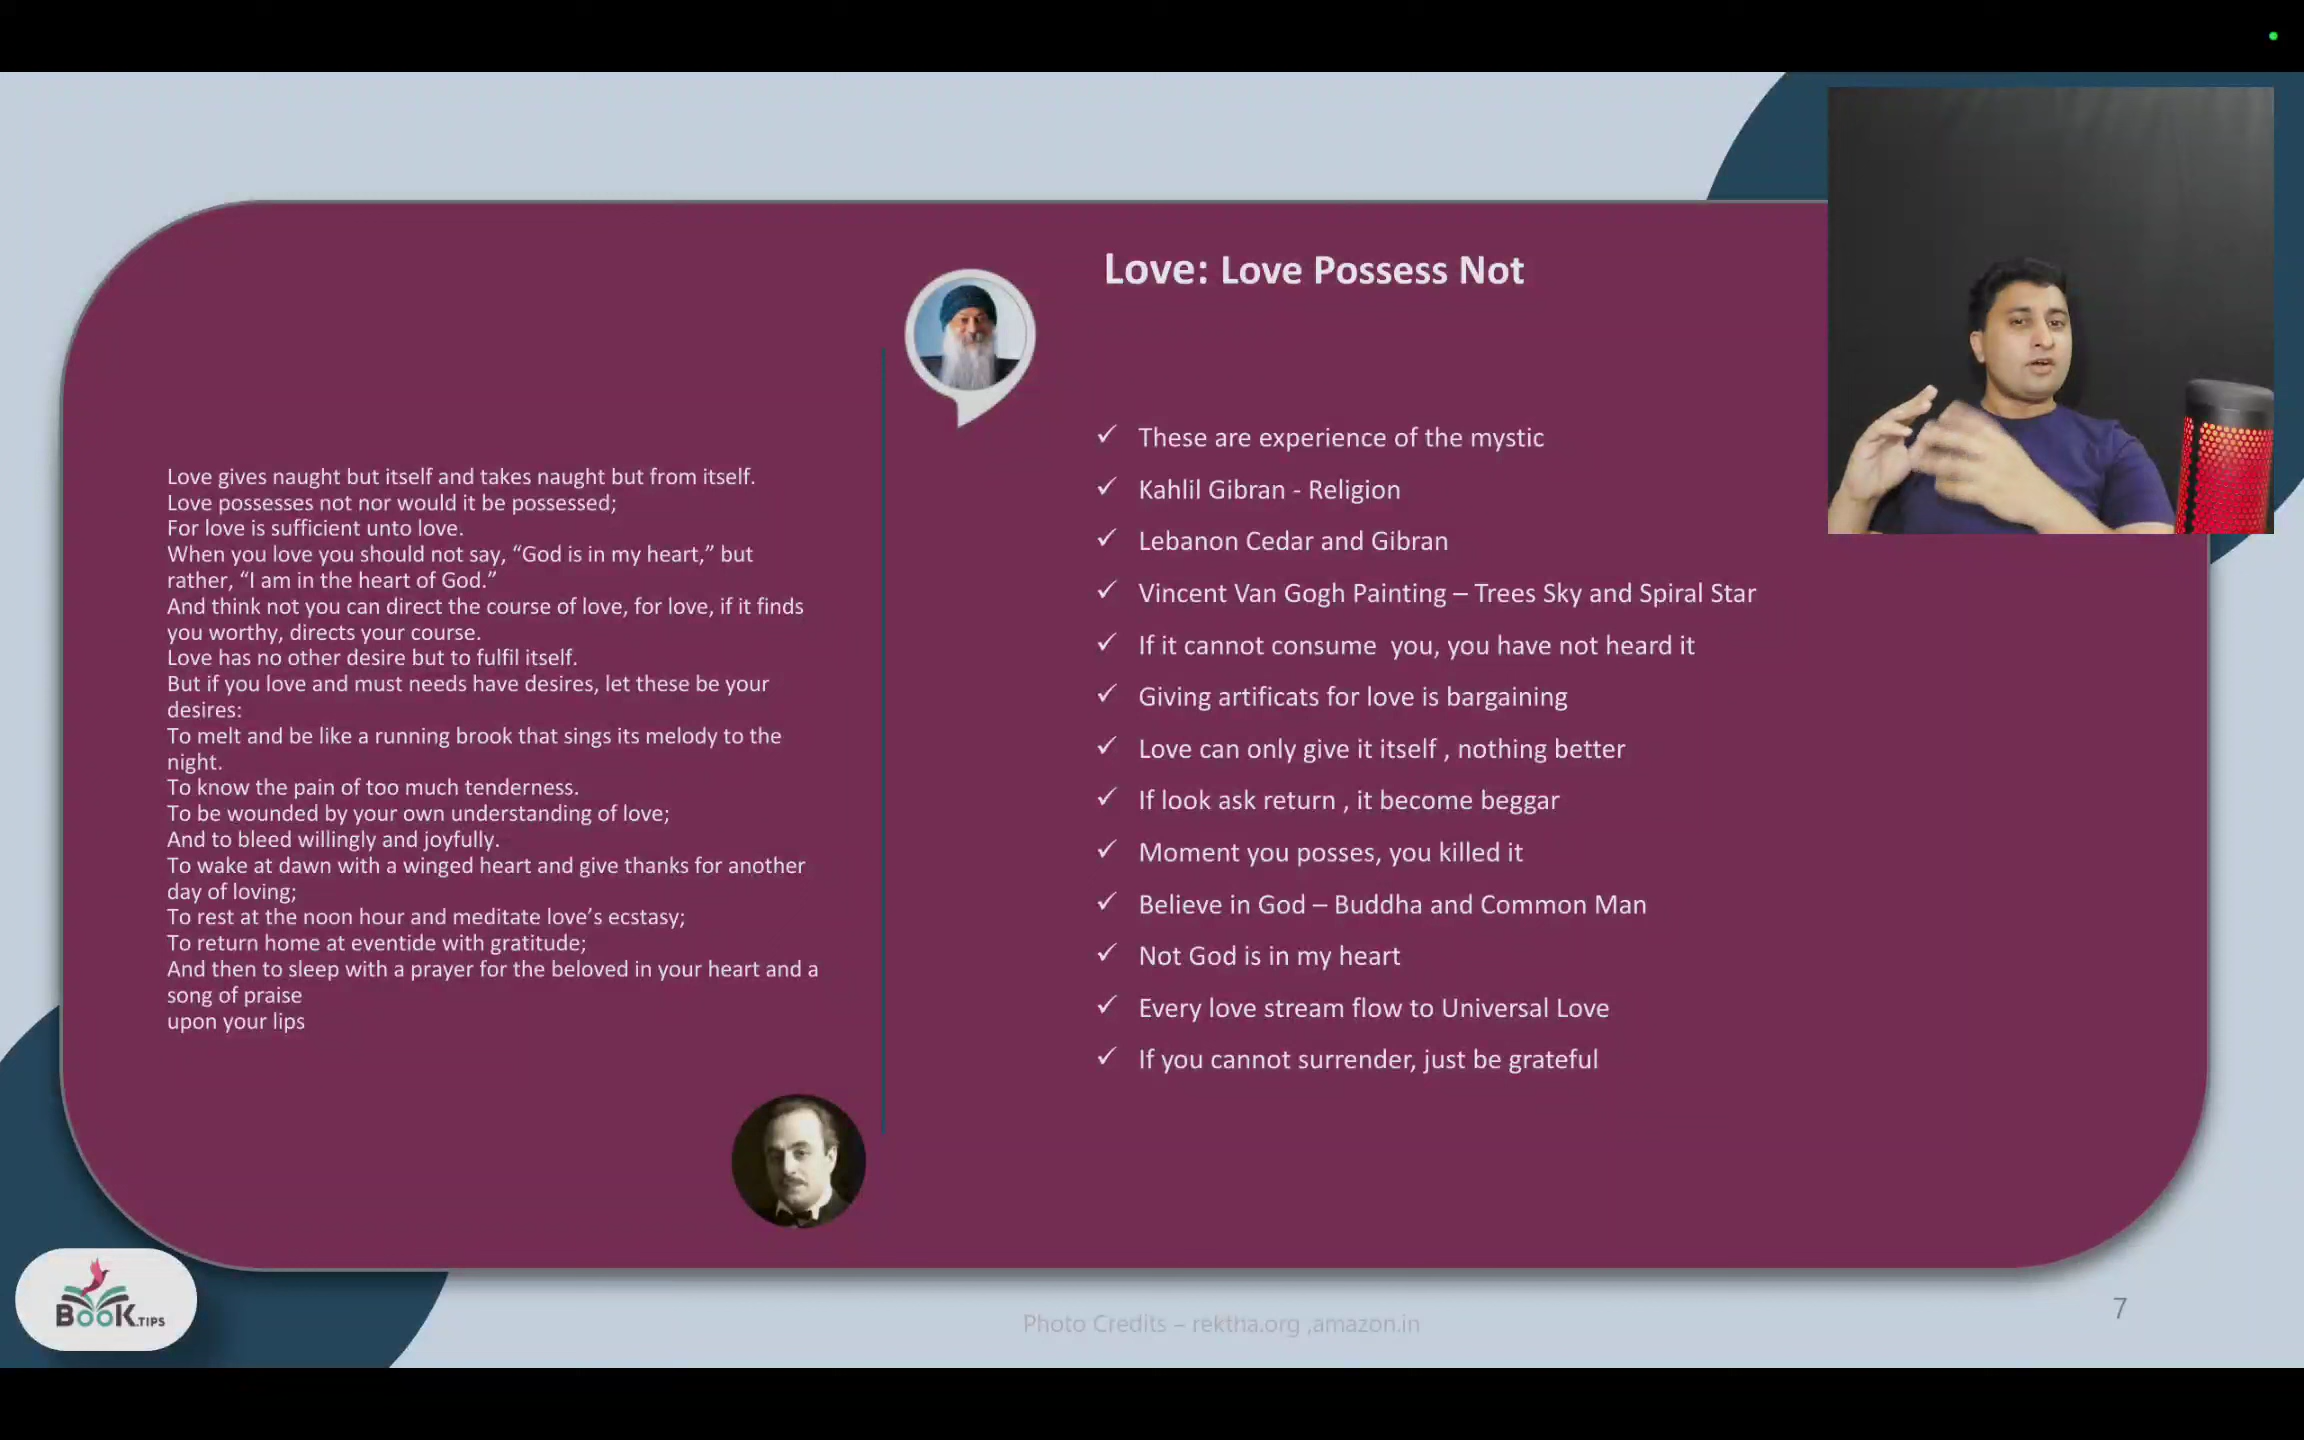 Love: Love Possess Not
Love gives naught but itself and takes naught but from itself.
Love possesses not nor would it be possessed;
For love is sufficient unto love.
When you love you should not say, “God is in my heart,” but
rather, “I am in the heart of God.”
And think not you can direct the course of love, for love, if it finds
you worthy, directs your course.
Love has no other desire but to fulfil itself.
But if you love and must needs have desires, let these be your
desires:
To melt and be like a running brook that sings its melody to the
night.
To know the pain of too much tenderness.
To be wounded by your own understanding of love;
And to bleed willingly and joyfully.
To wake at dawn with a winged heart and give thanks for another
day of loving;
To rest at the noon hour and meditate love’s ecstasy;
To return home at eventide with gratitude;
And then to sleep with a prayer for the beloved in your heart and a
song of praise
upon your lips
✓ These are experience of the mystic
✓ Kahlil Gibran - Religion
✓ Lebanon Cedar and Gibran
✓ Vincent Van Gogh Painting – Trees Sky and Spiral Star
✓ If it cannot consume  you, you have not heard it
✓ Giving artificats for love is bargaining
✓ Love can only give it itself , nothing better
✓ If look ask return , it become beggar
✓ Moment you posses, you killed it
✓ Believe in God – Buddha and Common Man
✓ Not God is in my heart
✓ Every love stream flow to Universal Love
✓ If you cannot surrender, just be grateful
BOOK.TIPS
Photo Credits – rektha.org ,amazon.in
7